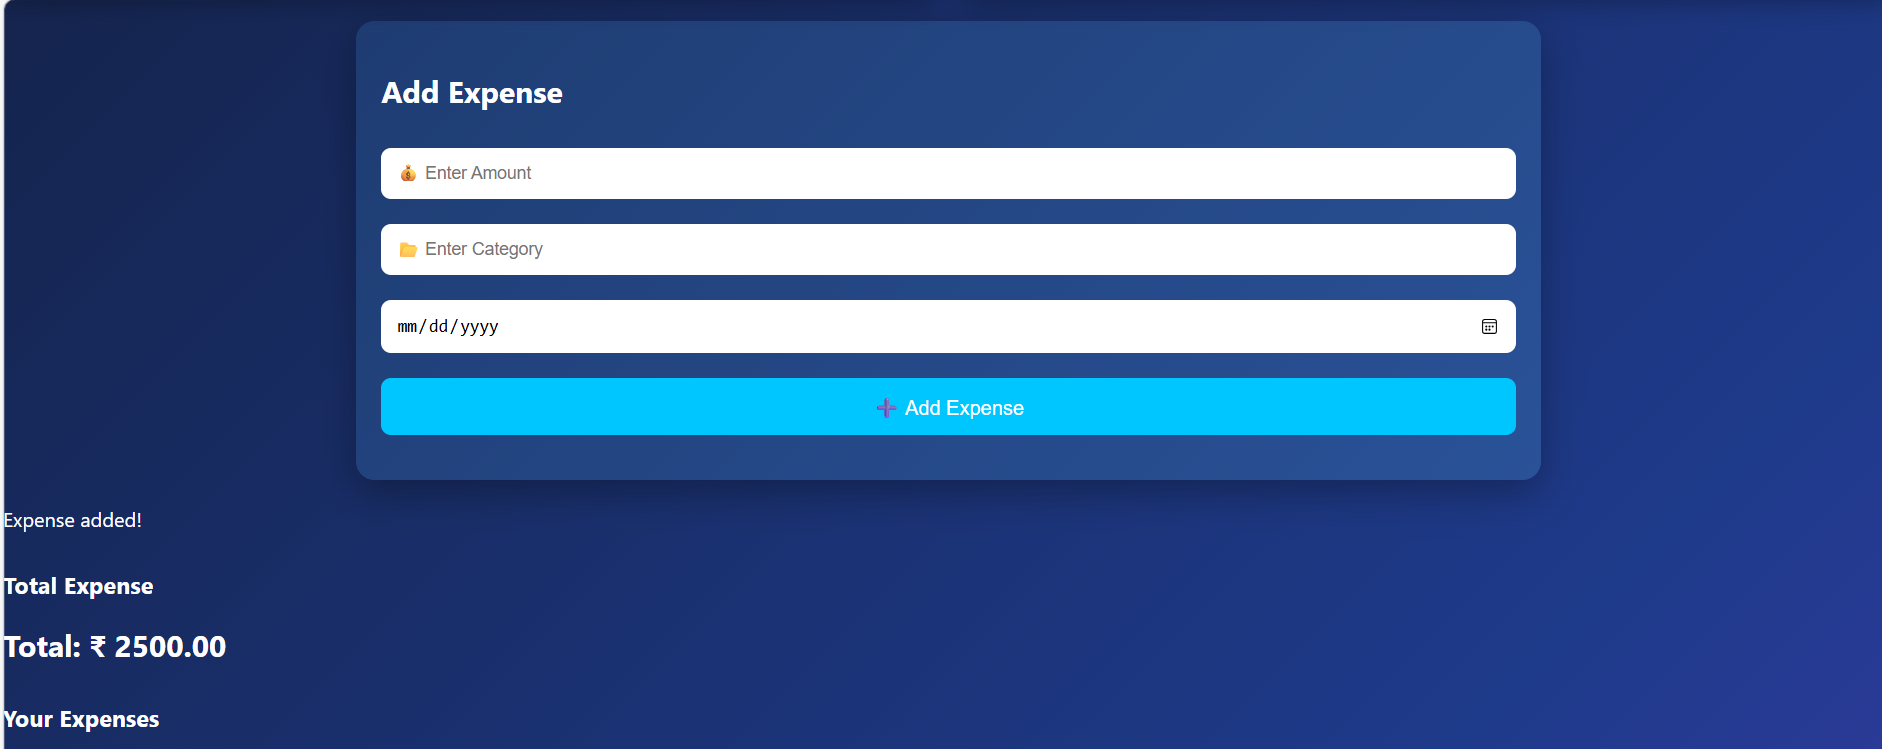 Add Expense
💰 Enter Amount
📂 Enter Category
mm/dd/yyyy
➕ Add Expense
Expense added!
Total Expense
Total: ₹ 2500.00
Your Expenses